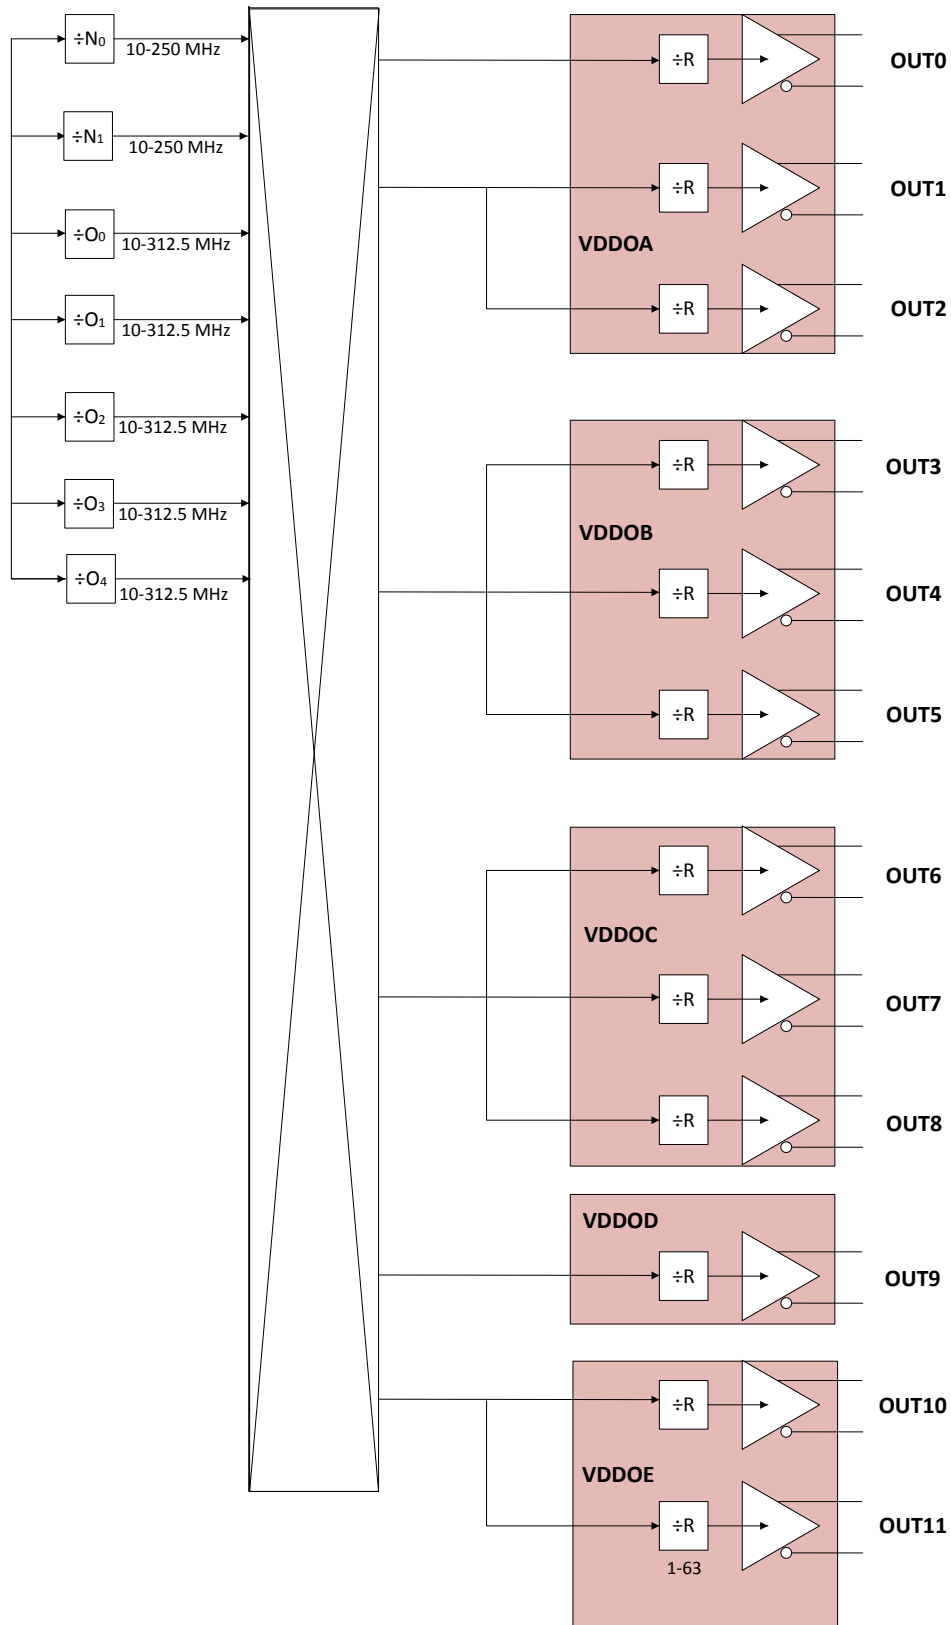 ÷N₀
10-250 MHz
÷N₁
10-250 MHz
÷O₀
10-312.5 MHz
÷O₁
10-312.5 MHz
÷O₂
10-312.5 MHz
÷O₃
10-312.5 MHz
÷O₄
10-312.5 MHz
÷R
OUT0
÷R
OUT1
VDDOA
÷R
OUT2
÷R
OUT3
VDDOB
÷R
OUT4
÷R
OUT5
÷R
OUT6
VDDOC
÷R
OUT7
÷R
OUT8
VDDOD
÷R
OUT9
÷R
OUT10
VDDOE
÷R
OUT11
1-63